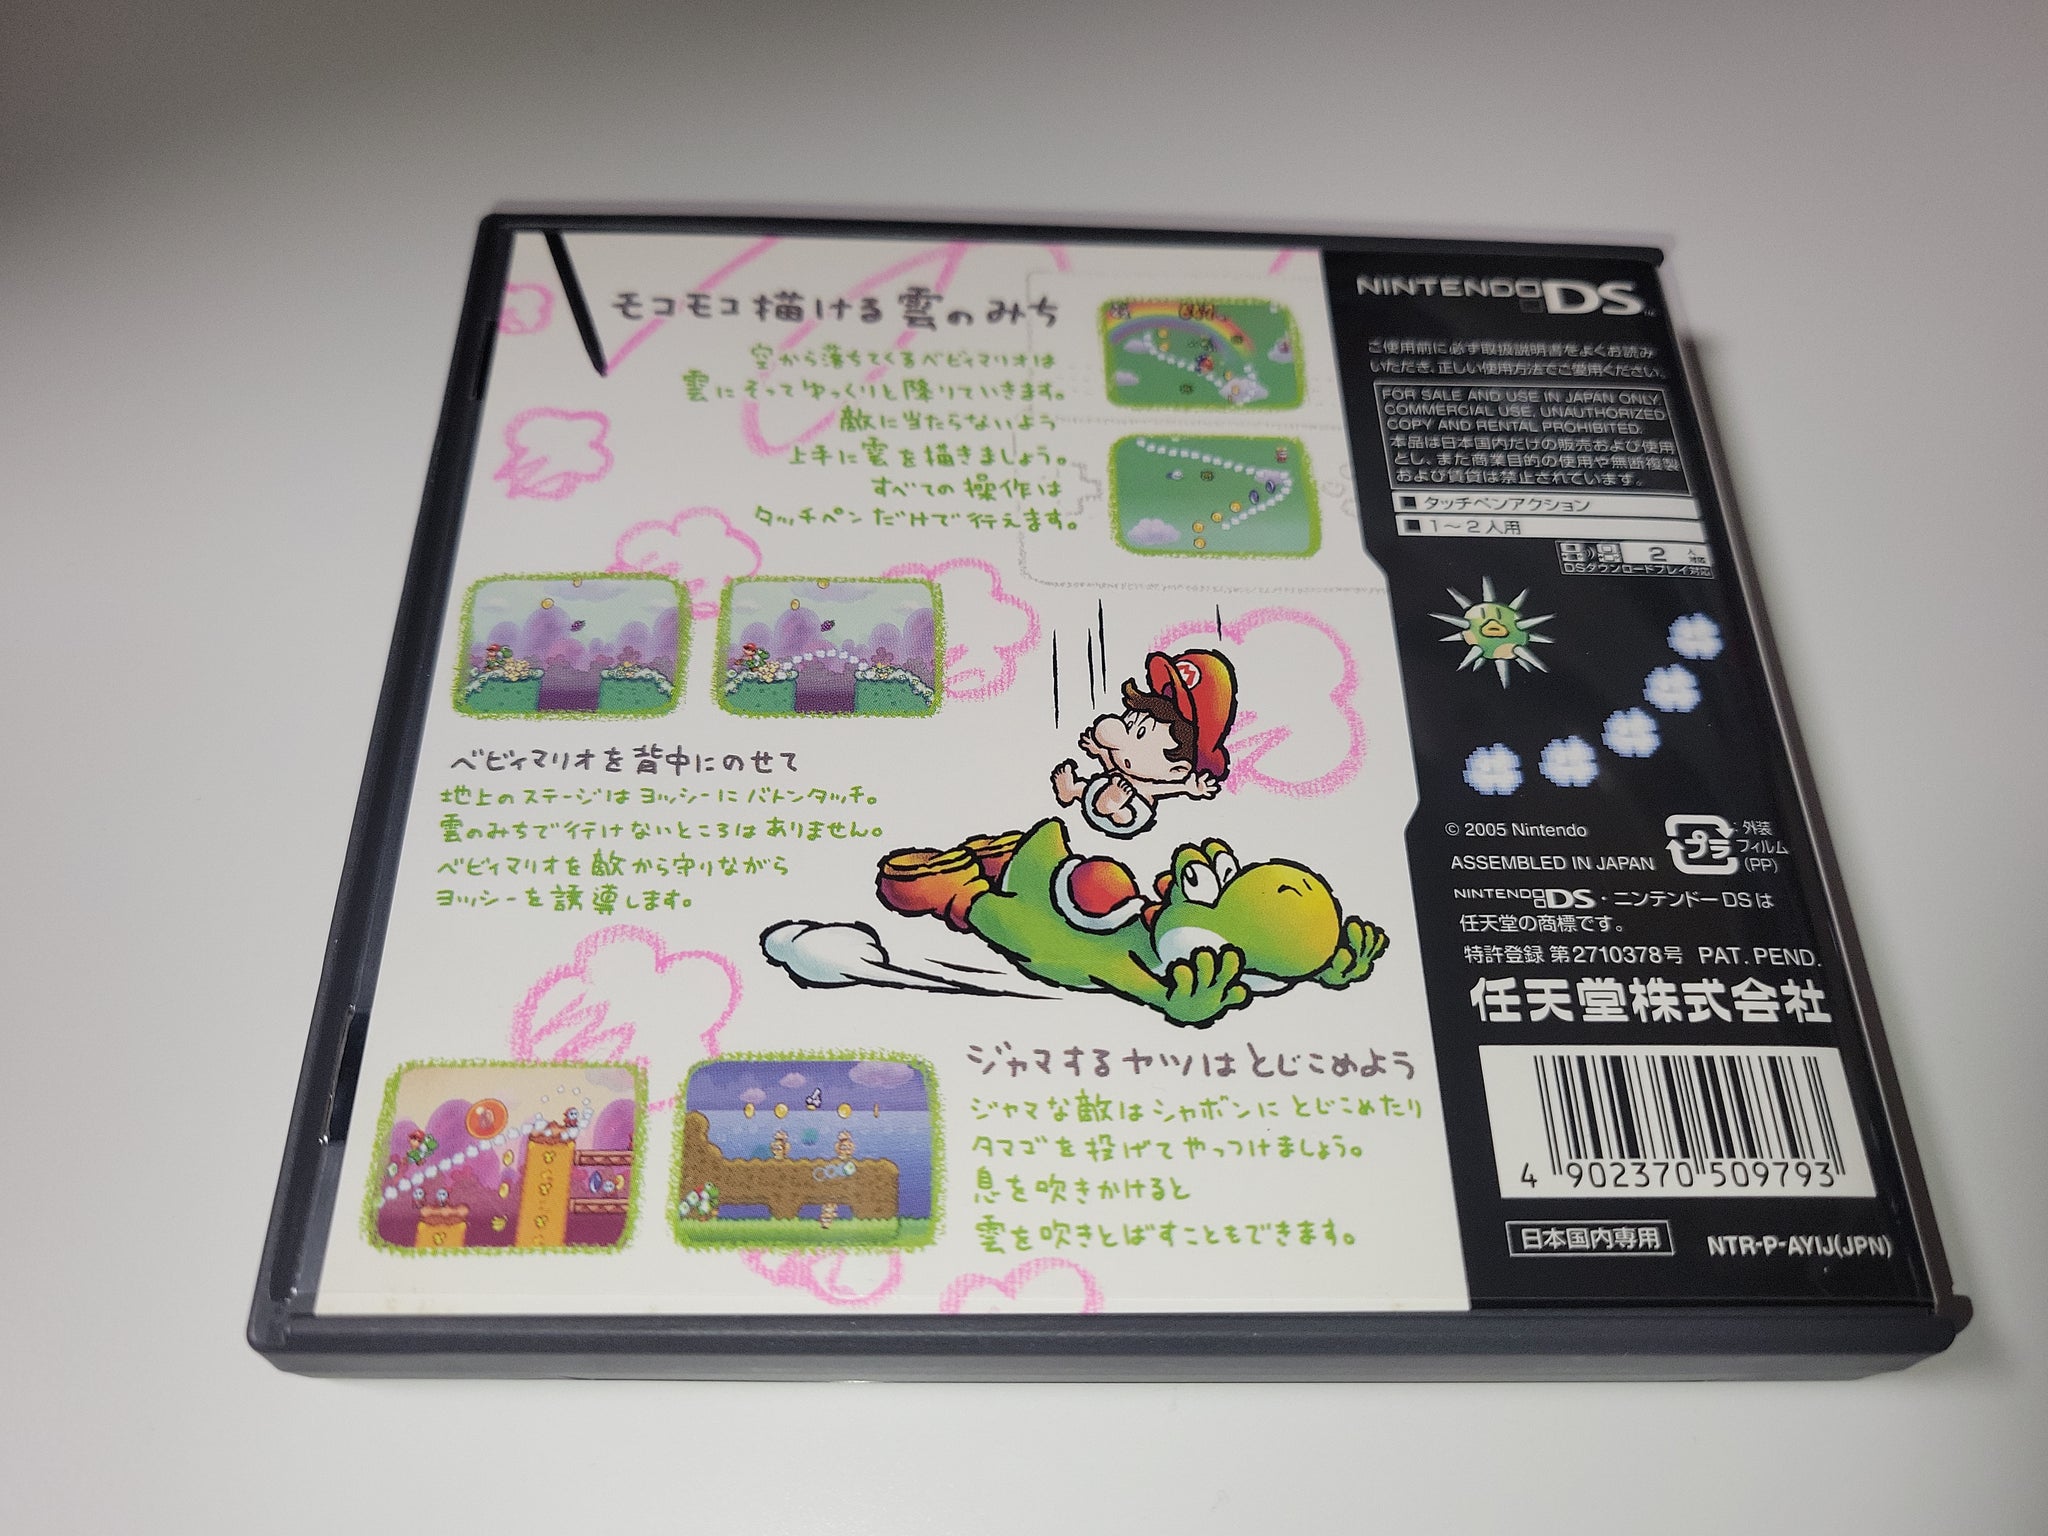 モコモコ描ける雲のみち
空から落ちてくるベビィマリオは
雲にそってゆっくりと降りていきます。
敵に当たらないよう
上手に雲を描きましょう。
すべての操作は
タッチペンだけで行えます。
ベビィマリオを背中にのせて
地上のステージはヨッシーにバトンタッチ。
雲のみちで行けないところはありません。
ベビィマリオを敵から守りながら
ヨッシーを誘導します。
ジャマするヤツはとじこめよう
ジャマな敵はシャボンにとじこめたり
タマゴを投げてやっつけましょう。
息を吹きかけると
雲を吹きとばすこともできます。
NINTENDO DS™
ご使用前に必ず取扱説明書をよくお読み
いただき、正しい使用方法でご愛用ください。
FOR SALE AND USE IN JAPAN ONLY.
COMMERCIAL USE, UNAUTHORIZED
COPY AND RENTAL PROHIBITED.
本品は日本国内だけの販売および使用
とし、また商業目的の使用や無断複製
および賃貸は禁止されています。
■タッチペンアクション
■1〜2人用
2人対応
DSダウンロードプレイ対応
© 2005 Nintendo
ASSEMBLED IN JAPAN
プラ
:外装
フィルム
(PP)
NINTENDO DS・ニンテンドーDSは
任天堂の商標です。
特許登録 第2710378号 PAT. PEND.
任天堂株式会社
4 902370 509793
日本国内専用
NTR-P-AYIJ(JPN)